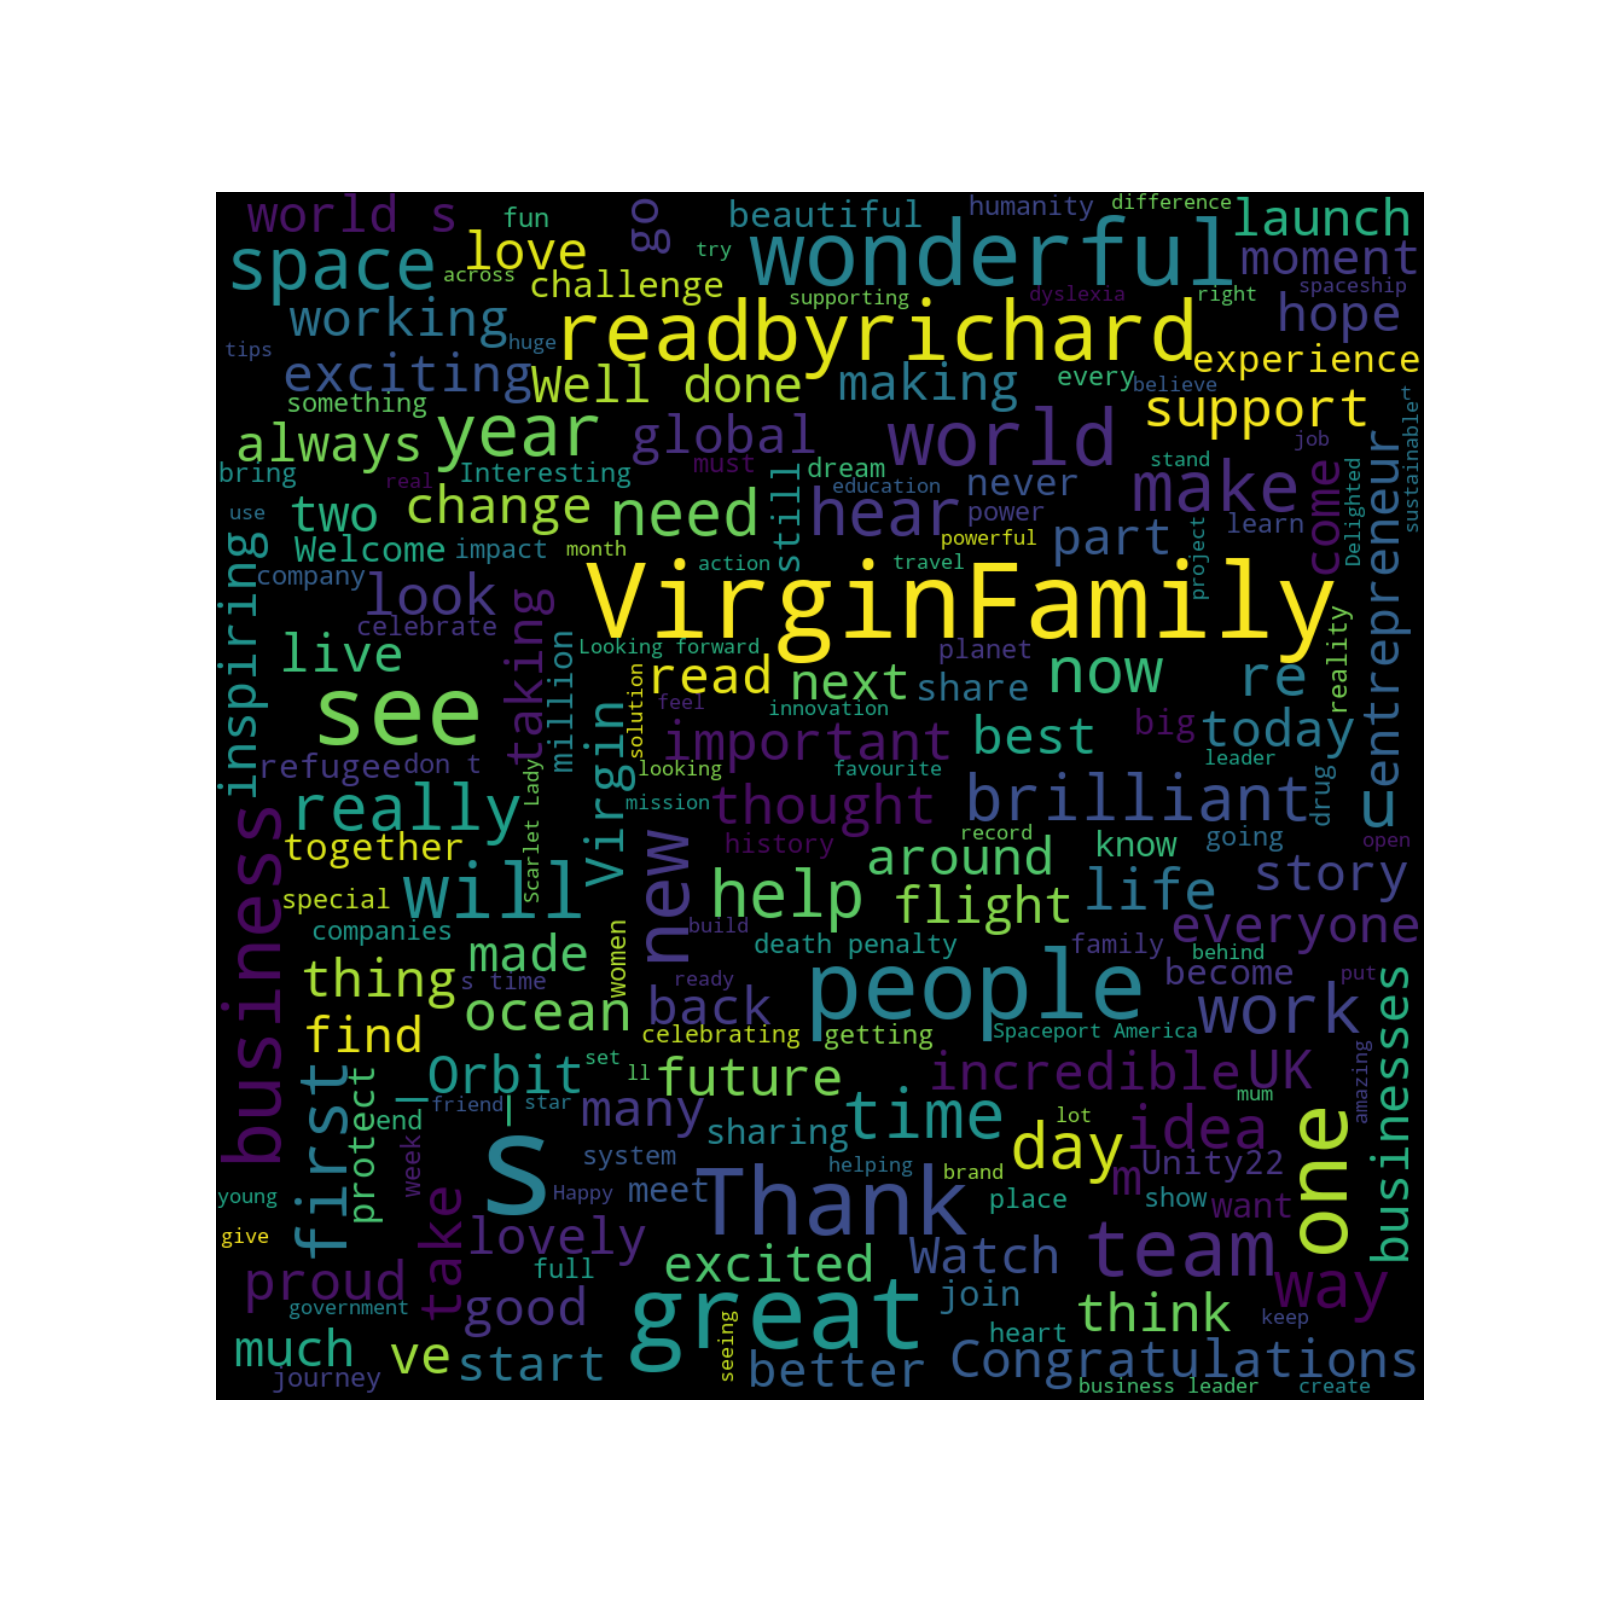 world s
fun
go
beautiful
humanity
difference
launch
space
love
try
wonderful
moment
across
challenge
supporting
dyslexia
right
spaceship
working
huge
readbyrichard
hope
tips
exciting
Well done
making
every
believe
experience
something
support
t
always
year
global
world
job
sustainable
bring
real
Interesting
must
dream
stand
make
come
Delighted
entrepreneur
education
never
use
two
change
need
still
hear
power
part
project
learn
Welcome
impact
month
powerful
inspiring
company
action
travel
look
taking
VirginFamily
celebrate
Looking forward
planet
reality
live
million
solution
read
next
share
now
re
see
Virgin
feel
innovation
important
best
big
today
refugee
don t
looking
favourite
leader
drug
u
business
really
Scarlet Lady
mission
thought
brilliant
together
new
history
record
know
going
open
special
will
help
around
flight
life
story
companies
women
build
death penalty
family
everyone
behind
made
thing
s time
ready
back
people
become
put
work
businesses
ocean
find
celebrating
getting
Spaceport America
first
_Orbit
set
ll
future
incredible
UK
amazing
protect
friend
l
star
many
time
lot
mum
end
sharing
day
idea
one
week
s
system
helping
brand
m
Unity22
young
Happy
meet
Thank
place
show
want
give
take
lovely
Watch
team
proud
full
excited
way
government
good
great
join
think
keep
much
ve
start
seeing
better
heart
Congratulations
journey
business leader
create